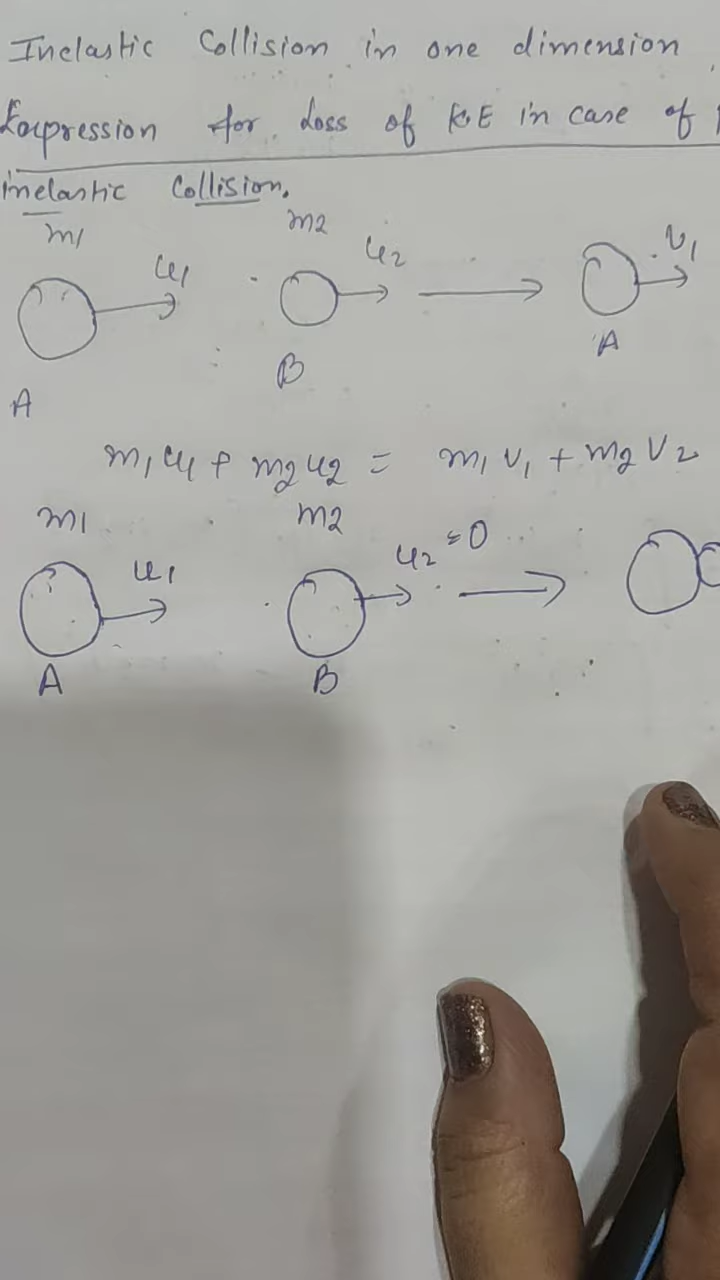 Inelastic Collision in one dimension
Expression for Loss of K.E in case of
inelastic Collision.
m1 m2
u1 u2 v1
A B A
m1u1 + m2u2 = m1v1 + m2v2
m1 m2
u1 u2=0
A B